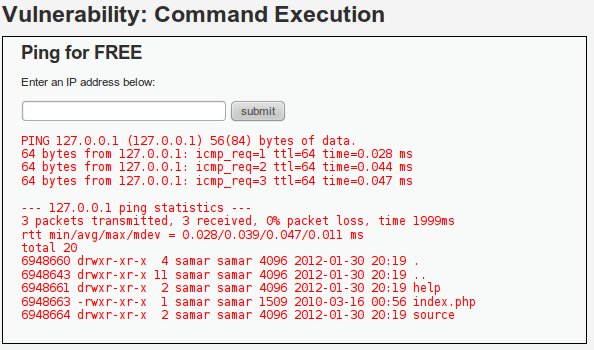 Vulnerability: Command Execution
Ping for FREE
Enter an IP address below:
submit
PING 127.0.0.1 (127.0.0.1) 56(84) bytes of data.
64 bytes from 127.0.0.1: icmp_req=1 ttl=64 time=0.028 ms
64 bytes from 127.0.0.1: icmp_req=2 ttl=64 time=0.044 ms
64 bytes from 127.0.0.1: icmp_req=3 ttl=64 time=0.047 ms
--- 127.0.0.1 ping statistics ---
3 packets transmitted, 3 received, 0% packet loss, time 1999ms
rtt min/avg/max/mdev = 0.028/0.039/0.047/0.011 ms
total 20
6948660 drwxr-xr-x  4 samar samar 4096 2012-01-30 20:19 .
6948643 drwxr-xr-x 11 samar samar 4096 2012-01-30 20:19 ..
6948661 drwxr-xr-x  2 samar samar 4096 2012-01-30 20:19 help
6948663 -rwxr-xr-x  1 samar samar 1509 2010-03-16 00:56 index.php
6948664 drwxr-xr-x  2 samar samar 4096 2012-01-30 20:19 source